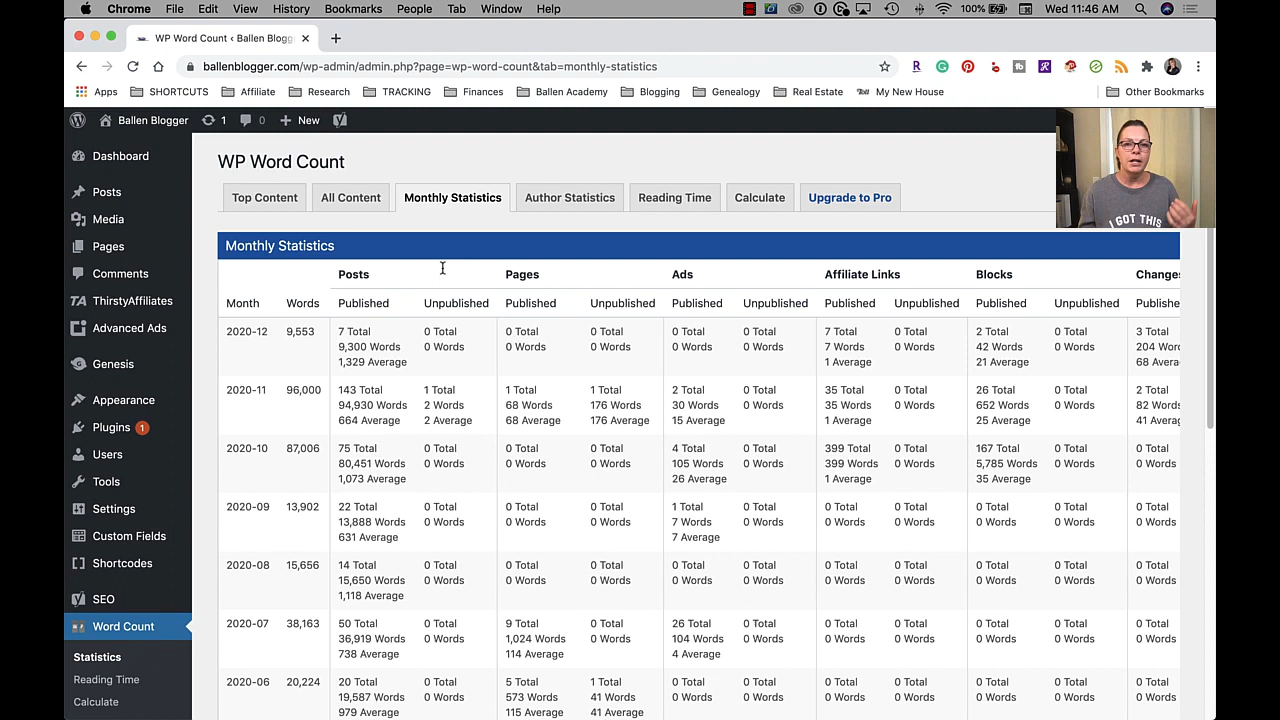 Chrome File Edit View History Bookmarks People Tab Window Help 100% Wed 11:46 AM
WP Word Count ‹ Ballen Blogg
ballenblogger.com/wp-admin/admin.php?page=wp-word-count&tab=monthly-statistics
Apps SHORTCUTS Affiliate Research TRACKING Finances Ballen Academy Blogging Genealogy Real Estate My New House Other Bookmarks
Ballen Blogger 1 0 New
Dashboard
Posts
Media
Pages
Comments
ThirstyAffiliates
Advanced Ads
Genesis
Appearance
Plugins 1
Users
Tools
Settings
Custom Fields
Shortcodes
SEO
Word Count
Statistics
Reading Time
Calculate
I GOT THIS
WP Word Count
Top Content All Content Monthly Statistics Author Statistics Reading Time Calculate Upgrade to Pro
Monthly Statistics
Posts Pages Ads Affiliate Links Blocks Changes
Month Words Published Unpublished Published Unpublished Published Unpublished Published Unpublished Published Unpublished Publishe
2020-12 9,553 7 Total 0 Total 0 Total 0 Total 0 Total 0 Total 7 Total 0 Total 2 Total 0 Total 3 Total
9,300 Words 0 Words 0 Words 0 Words 0 Words 0 Words 7 Words 0 Words 42 Words 0 Words 204 Word
1,329 Average 1 Average 21 Average 68 Avera
2020-11 96,000 143 Total 1 Total 1 Total 1 Total 2 Total 0 Total 35 Total 0 Total 26 Total 0 Total 2 Total
94,930 Words 2 Words 68 Words 176 Words 30 Words 0 Words 35 Words 0 Words 652 Words 0 Words 82 Words
664 Average 2 Average 68 Average 176 Average 15 Average 1 Average 25 Average 41 Averag
2020-10 87,006 75 Total 0 Total 0 Total 0 Total 4 Total 0 Total 399 Total 0 Total 167 Total 0 Total 0 Total
80,451 Words 0 Words 0 Words 0 Words 105 Words 0 Words 399 Words 0 Words 5,785 Words 0 Words 0 Words
1,073 Average 26 Average 1 Average 35 Average
2020-09 13,902 22 Total 0 Total 0 Total 0 Total 1 Total 0 Total 0 Total 0 Total 0 Total 0 Total 0 Total
13,888 Words 0 Words 0 Words 0 Words 7 Words 0 Words 0 Words 0 Words 0 Words 0 Words 0 Words
631 Average 7 Average
2020-08 15,656 14 Total 0 Total 0 Total 0 Total 0 Total 0 Total 0 Total 0 Total 0 Total 0 Total 0 Total
15,650 Words 0 Words 0 Words 0 Words 0 Words 0 Words 0 Words 0 Words 0 Words 0 Words 0 Words
1,118 Average
2020-07 38,163 50 Total 0 Total 9 Total 0 Total 26 Total 0 Total 0 Total 0 Total 0 Total 0 Total 0 Total
36,919 Words 0 Words 1,024 Words 0 Words 104 Words 0 Words 0 Words 0 Words 0 Words 0 Words 0 Words
738 Average 114 Average 4 Average
2020-06 20,224 20 Total 0 Total 5 Total 1 Total 0 Total 0 Total 0 Total 0 Total 0 Total 0 Total 0 Total
19,587 Words 0 Words 573 Words 41 Words 0 Words 0 Words 0 Words 0 Words 0 Words 0 Words 0 Words
979 Average 115 Average 41 Average